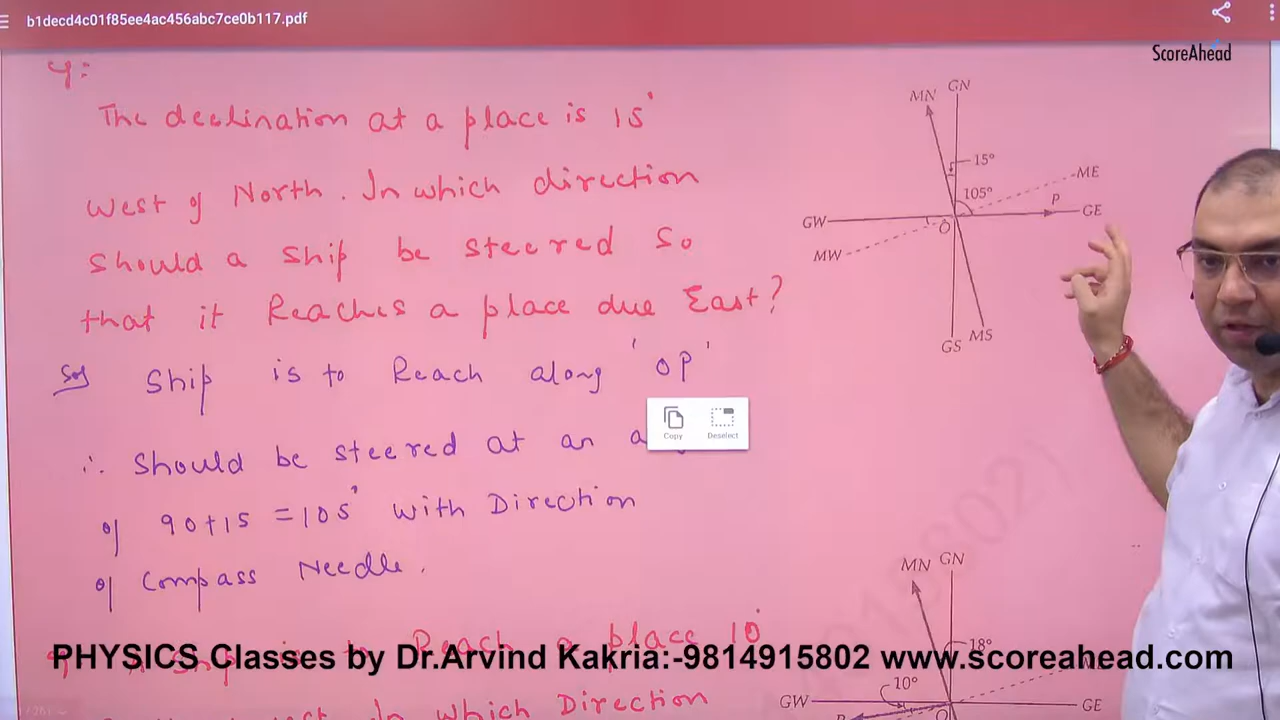 b1decd4c01f85ee4ac456abc7ce0b117.pdf
ScoreAhead
Q:
The declination at a place is 15°
West of North. In which direction
should a ship be steered so
that it Reaches a place due East?
Sol Ship is to Reach along 'OP'
∴ should be steered at an
of 90+15 = 105° with Direction
of Compass Needle.
MN GN
15°
105°
ME
P
GE
GW
O
MW
GS MS
Reach a place 10°
In which Direction
MN GN
18°
10°
GW
GE
PHYSICS Classes by Dr.Arvind Kakria:-9814915802 www.scoreahead.com
Copy
Deselect